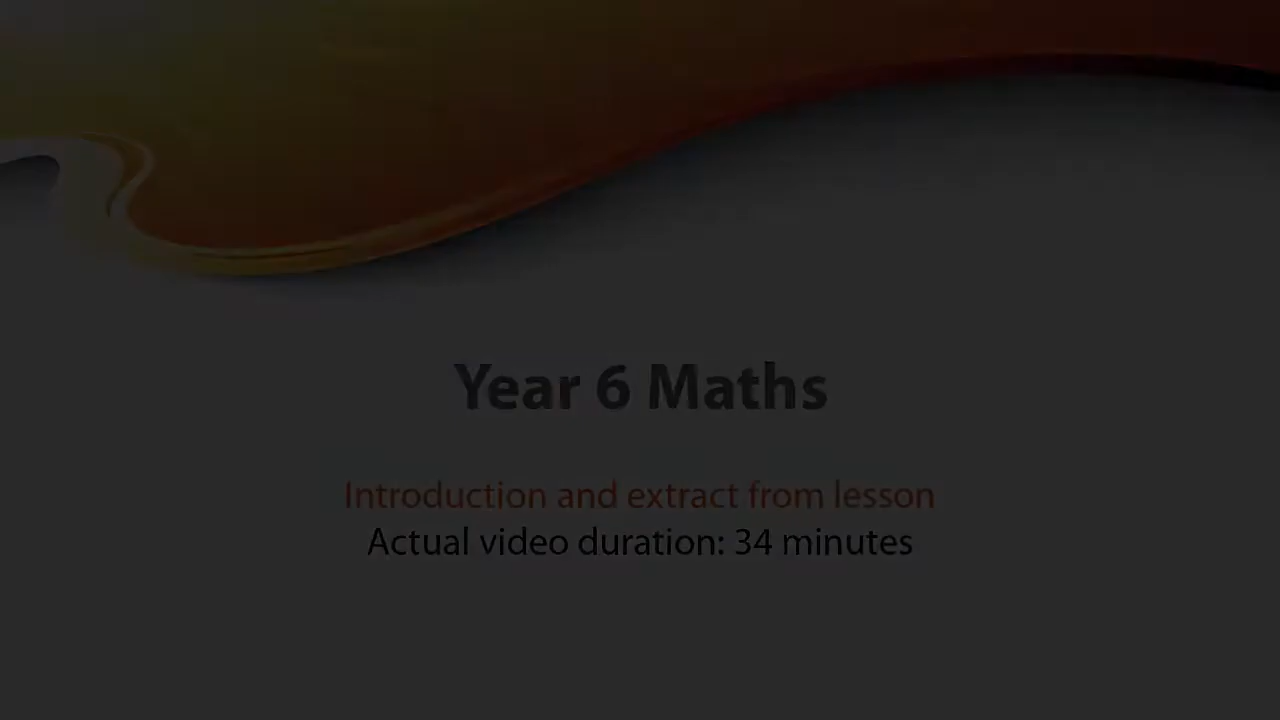 Year 6 Maths
Introduction and extract from lesson
Actual video duration: 34 minutes